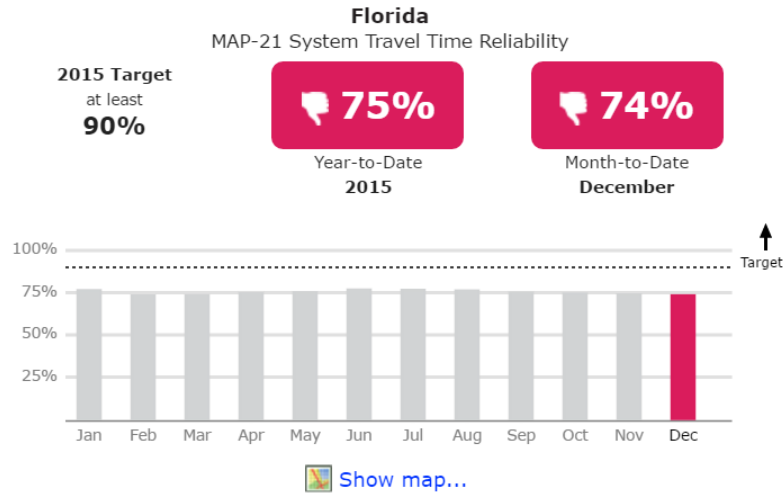 Florida
MAP-21 System Travel Time Reliability
2015 Target
at least
90%
75%
Year-to-Date
2015
74%
Month-to-Date
December
Target
100%
75%
50%
25%
Jan Feb Mar Apr May Jun Jul Aug Sep Oct Nov Dec
Show map...